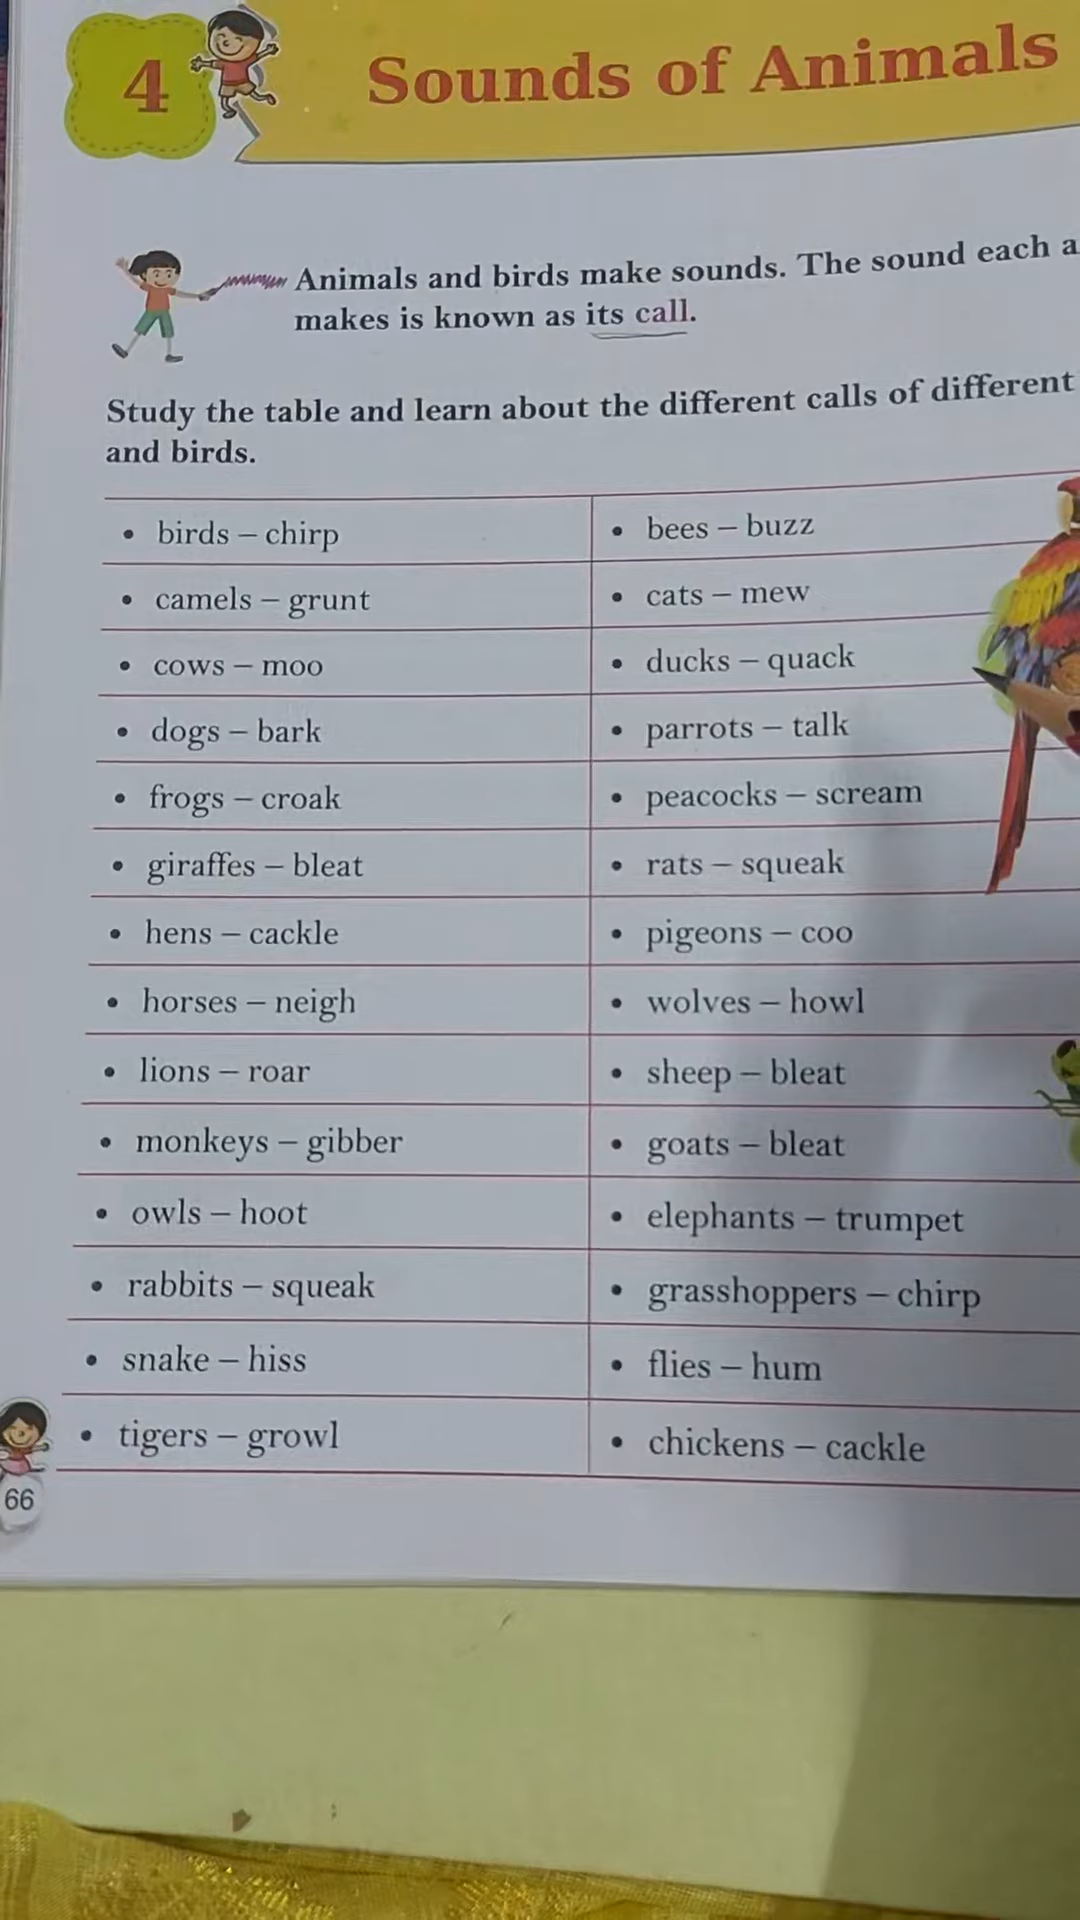 4
Sounds of Animals
Animals and birds make sounds. The sound each a
makes is known as its call.
Study the table and learn about the different calls of different
and birds.
• birds – chirp
• bees – buzz
• camels – grunt
• cats – mew
• cows – moo
• ducks – quack
• dogs – bark
• parrots – talk
• frogs – croak
• peacocks – scream
• giraffes – bleat
• rats – squeak
• hens – cackle
• pigeons – coo
• horses – neigh
• wolves – howl
• lions – roar
• sheep – bleat
• monkeys – gibber
• goats – bleat
• owls – hoot
• elephants – trumpet
• rabbits – squeak
• grasshoppers – chirp
• snake – hiss
• flies – hum
• tigers – growl
• chickens – cackle
66